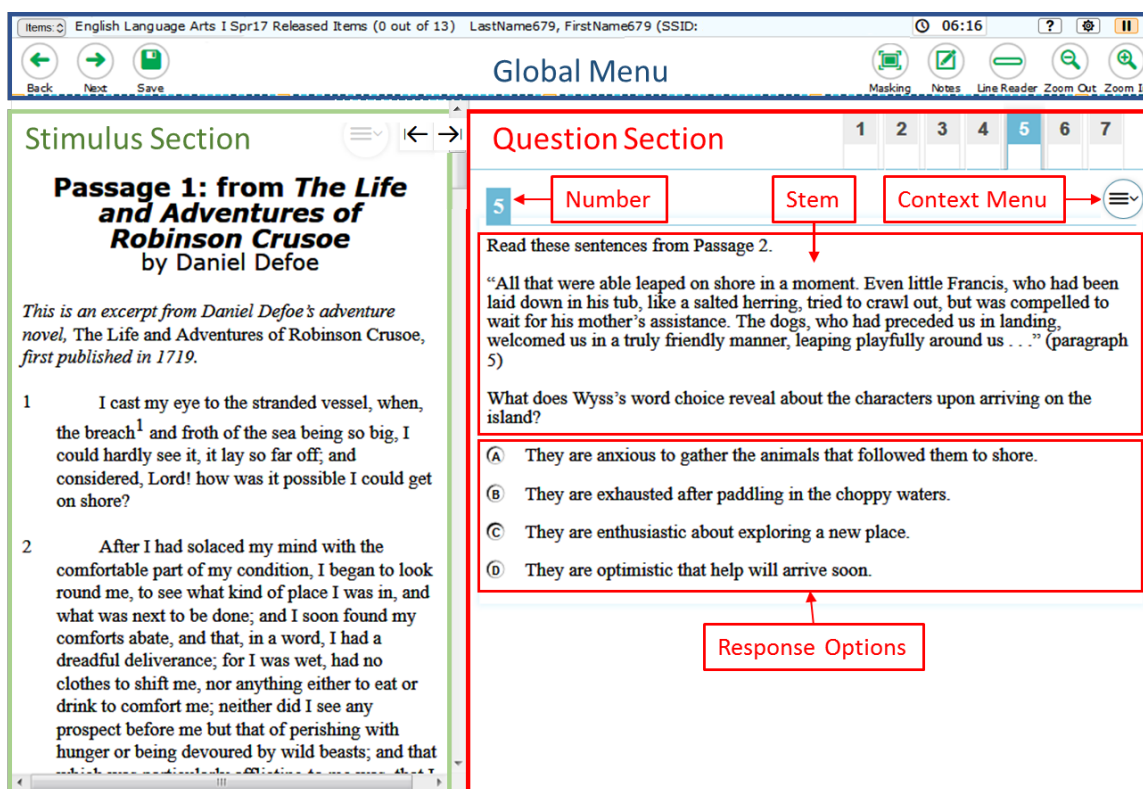 Items: English Language Arts I Spr17 Released Items (0 out of 13) LastName679, FirstName679 (SSID: 06:16 ?
Back Next Save Global Menu Masking Notes Line Reader Zoom Out Zoom I
Stimulus Section
Passage 1: from The Life
and Adventures of
Robinson Crusoe
by Daniel Defoe
This is an excerpt from Daniel Defoe's adventure
novel, The Life and Adventures of Robinson Crusoe,
first published in 1719.
1 I cast my eye to the stranded vessel, when,
the breach1 and froth of the sea being so big, I
could hardly see it, it lay so far off; and
considered, Lord! how was it possible I could get
on shore?
2 After I had solaced my mind with the
comfortable part of my condition, I began to look
round me, to see what kind of place I was in, and
what was next to be done; and I soon found my
comforts abate, and that, in a word, I had a
dreadful deliverance; for I was wet, had no
clothes to shift me, nor anything either to eat or
drink to comfort me; neither did I see any
prospect before me but that of perishing with
hunger or being devoured by wild beasts; and that
Question Section 1 2 3 4 5 6 7
5 Number Stem Context Menu
Read these sentences from Passage 2.
“All that were able leaped on shore in a moment. Even little Francis, who had been
laid down in his tub, like a salted herring, tried to crawl out, but was compelled to
wait for his mother’s assistance. The dogs, who had preceded us in landing,
welcomed us in a truly friendly manner, leaping playfully around us . . .” (paragraph
5)
What does Wyss’s word choice reveal about the characters upon arriving on the
island?
A They are anxious to gather the animals that followed them to shore.
B They are exhausted after paddling in the choppy waters.
C They are enthusiastic about exploring a new place.
D They are optimistic that help will arrive soon.
Response Options